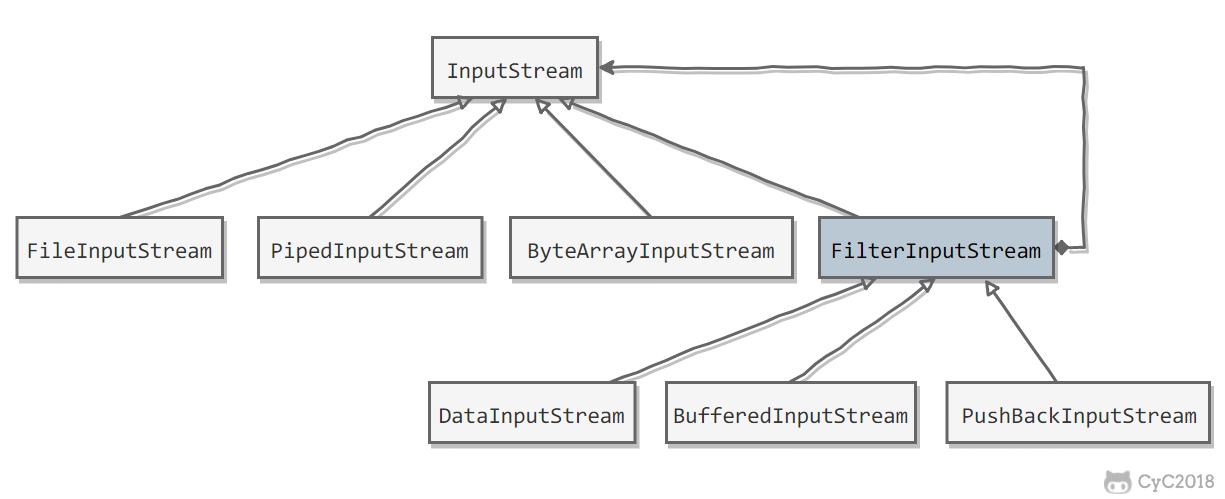 InputStream
FileInputStream
PipedInputStream
ByteArrayInputStream
FilterInputStream
DataInputStream
BufferedInputStream
PushBackInputStream
CyC2018